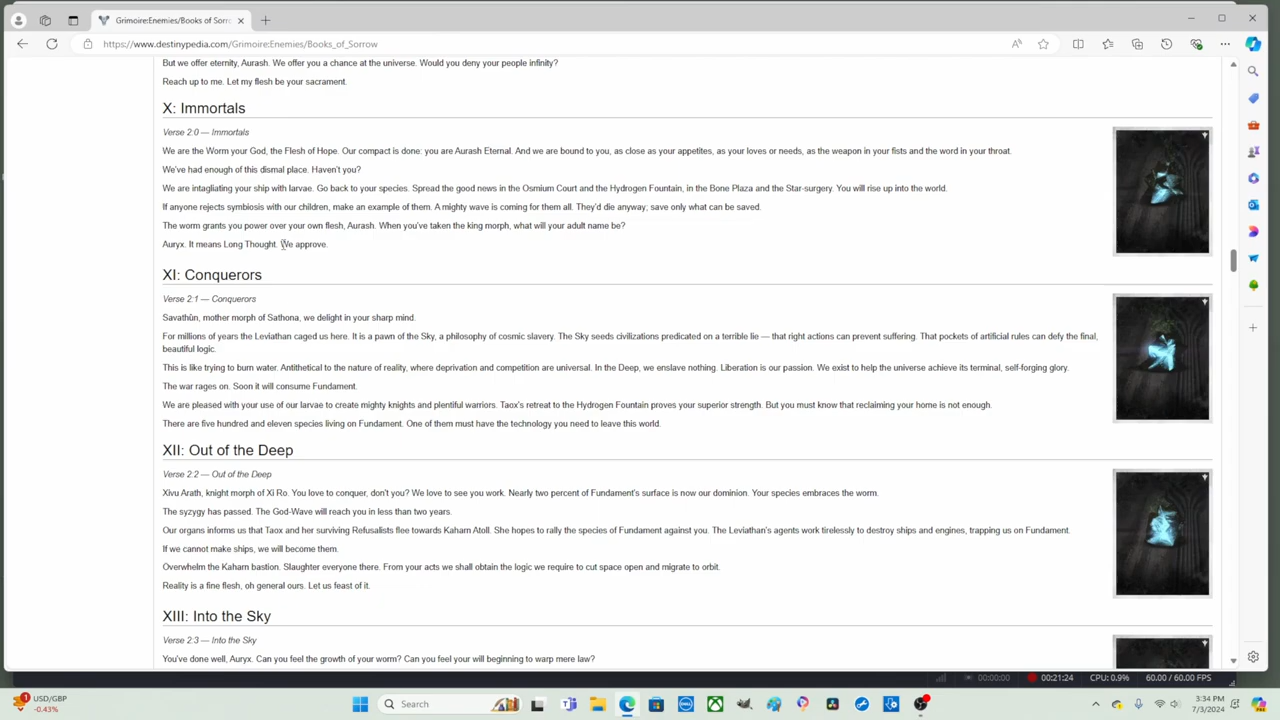 Grimoire:Enemies/Books of Sorro
https://www.destinypedia.com/Grimoire:Enemies/Books_of_Sorrow
But we offer eternity, Aurash. We offer you a chance at the universe. Would you deny your people infinity?
Reach up to me. Let my flesh be your sacrament.
X: Immortals
Verse 2:0 — Immortals
We are the Worm your God, the Flesh of Hope. Our compact is done: you are Aurash Eternal. And we are bound to you, as close as your appetites, as your loves or needs, as the weapon in your fists and the word in your throat.
We've had enough of this dismal place. Haven't you?
We are intagliating your ship with larvae. Go back to your species. Spread the good news in the Osmium Court and the Hydrogen Fountain, in the Bone Plaza and the Star-surgery. You will rise up into the world.
If anyone rejects symbiosis with our children, make an example of them. A mighty wave is coming for them all. They'd die anyway; save only what can be saved.
The worm grants you power over your own flesh, Aurash. When you've taken the king morph, what will your adult name be?
Auryx. It means Long Thought. We approve.
XI: Conquerors
Verse 2:1 — Conquerors
Savathûn, mother morph of Sathona, we delight in your sharp mind.
For millions of years the Leviathan caged us here. It is a pawn of the Sky, a philosophy of cosmic slavery. The Sky seeds civilizations predicated on a terrible lie — that right actions can prevent suffering. That pockets of artificial rules can defy the final,
beautiful logic.
This is like trying to burn water. Antithetical to the nature of reality, where deprivation and competition are universal. In the Deep, we enslave nothing. Liberation is our passion. We exist to help the universe achieve its terminal, self-forging glory.
The war rages on. Soon it will consume Fundament.
We are pleased with your use of our larvae to create mighty knights and plentiful warriors. Taox's retreat to the Hydrogen Fountain proves your superior strength. But you must know that reclaiming your home is not enough.
There are five hundred and eleven species living on Fundament. One of them must have the technology you need to leave this world.
XII: Out of the Deep
Verse 2:2 — Out of the Deep
Xivu Arath, knight morph of Xi Ro. You love to conquer, don't you? We love to see you work. Nearly two percent of Fundament's surface is now our dominion. Your species embraces the worm.
The syzygy has passed. The God-Wave will reach you in less than two years.
Our organs informs us that Taox and her surviving Refusalists flee towards Kaharn Atoll. She hopes to rally the species of Fundament against you. The Leviathan's agents work tirelessly to destroy ships and engines, trapping us on Fundament.
If we cannot make ships, we will become them.
Overwhelm the Kaharn bastion. Slaughter everyone there. From your acts we shall obtain the logic we require to cut space open and migrate to orbit.
Reality is a fine flesh, oh general ours. Let us feast of it.
XIII: Into the Sky
Verse 2:3 — Into the Sky
You've done well, Auryx. Can you feel the growth of your worm? Can you feel your will beginning to warp mere law?
00:00:00 00:21:24 CPU: 0.9% 60.00 / 60.00 FPS
1
USD/GBP
-0.43%
Search
3:34 PM
7/3/2024